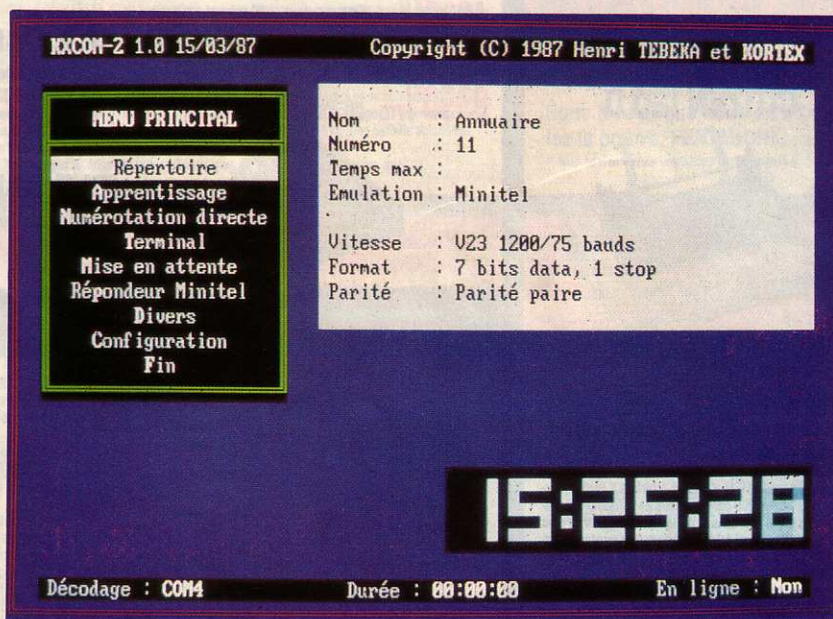 KXCOM-2 1.0 15/03/87 Copyright (C) 1987 Henri TEBEKA et KORTEX
MENU PRINCIPAL
Répertoire
Apprentissage
Numérotation directe
Terminal
Mise en attente
Répondeur Minitel
Divers
Configuration
Fin
Nom : Annuaire
Numéro : 11
Temps max :
Emulation : Minitel
Vitesse : V23 1200/75 bauds
Format : 7 bits data, 1 stop
Parité : Parité paire
15:25:28
Décodage : COM4 Durée : 00:00:00 En ligne : Non